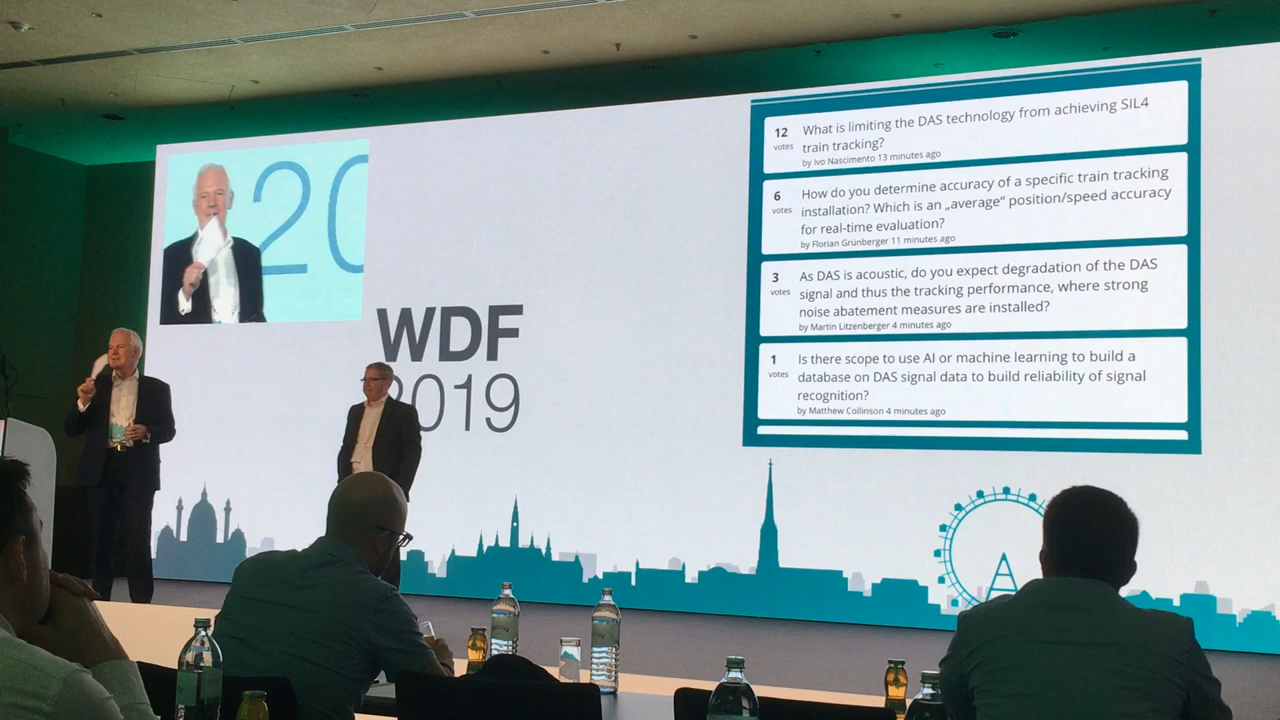 20
WDF
2019
12 votes
What is limiting the DAS technology from achieving SIL4
train tracking?
by Ivo Nascimento 13 minutes ago
6 votes
How do you determine accuracy of a specific train tracking
installation? Which is an „average“ position/speed accuracy
for real-time evaluation?
by Florian Grünberger 11 minutes ago
3 votes
As DAS is acoustic, do you expect degradation of the DAS
signal and thus the tracking performance, where strong
noise abatement measures are installed?
by Martin Litzenberger 4 minutes ago
1 votes
Is there scope to use AI or machine learning to build a
database on DAS signal data to build reliability of signal
recognition?
by Matthew Collinson 4 minutes ago